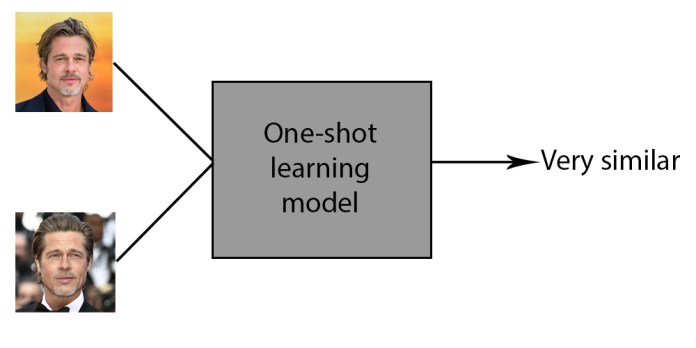 One-shot
learning
model
Very similar